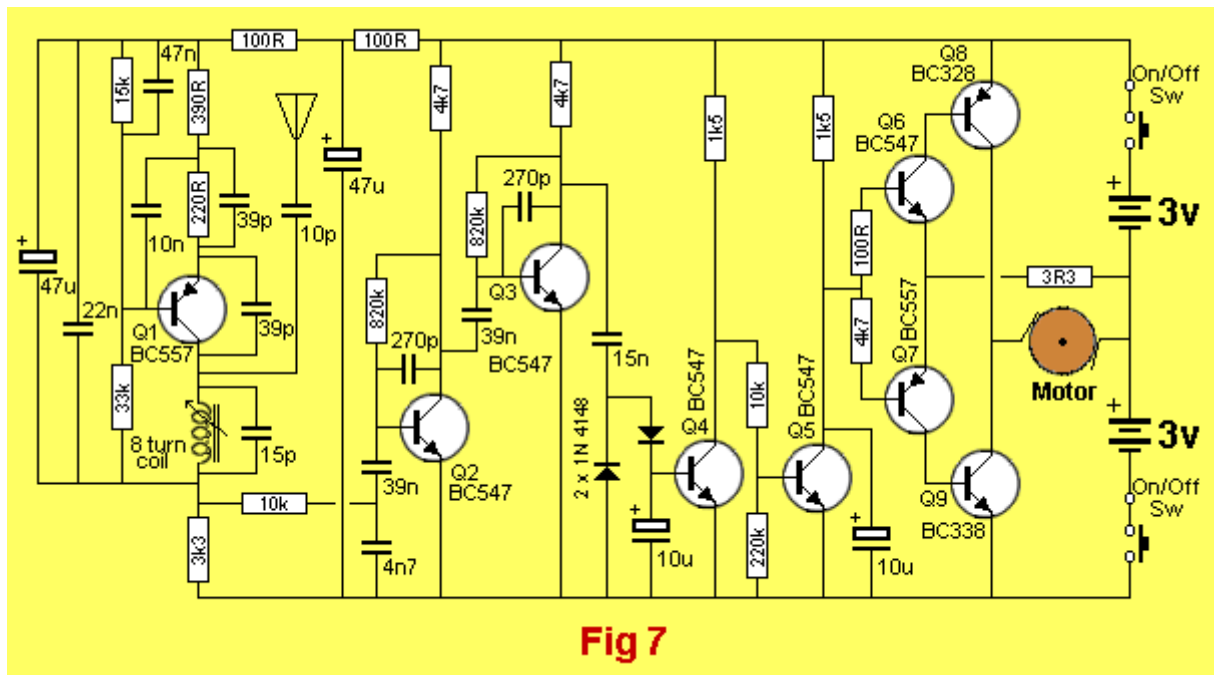 100R
100R
47n
15k
390R
4k7
4k7
Q8
BC328
On/Off
Sw
1k5
1k5
Q6
BC547
+
47u
270p
220R
39p
10n
10p
820k
+
3v
100R
Q3
BC547
3R3
+
47u
22n
Q1
BC557
39p
820k
270p
39n
15n
4k7
BC557
Q7
Motor
33k
8 turn
coil
15p
2 x 1N 4148
Q4
BC547
10k
Q5
BC547
+
3v
Q2
BC547
39n
10k
Q9
BC338
On/Off
Sw
3k3
4n7
+
10u
220k
+
10u
Fig 7